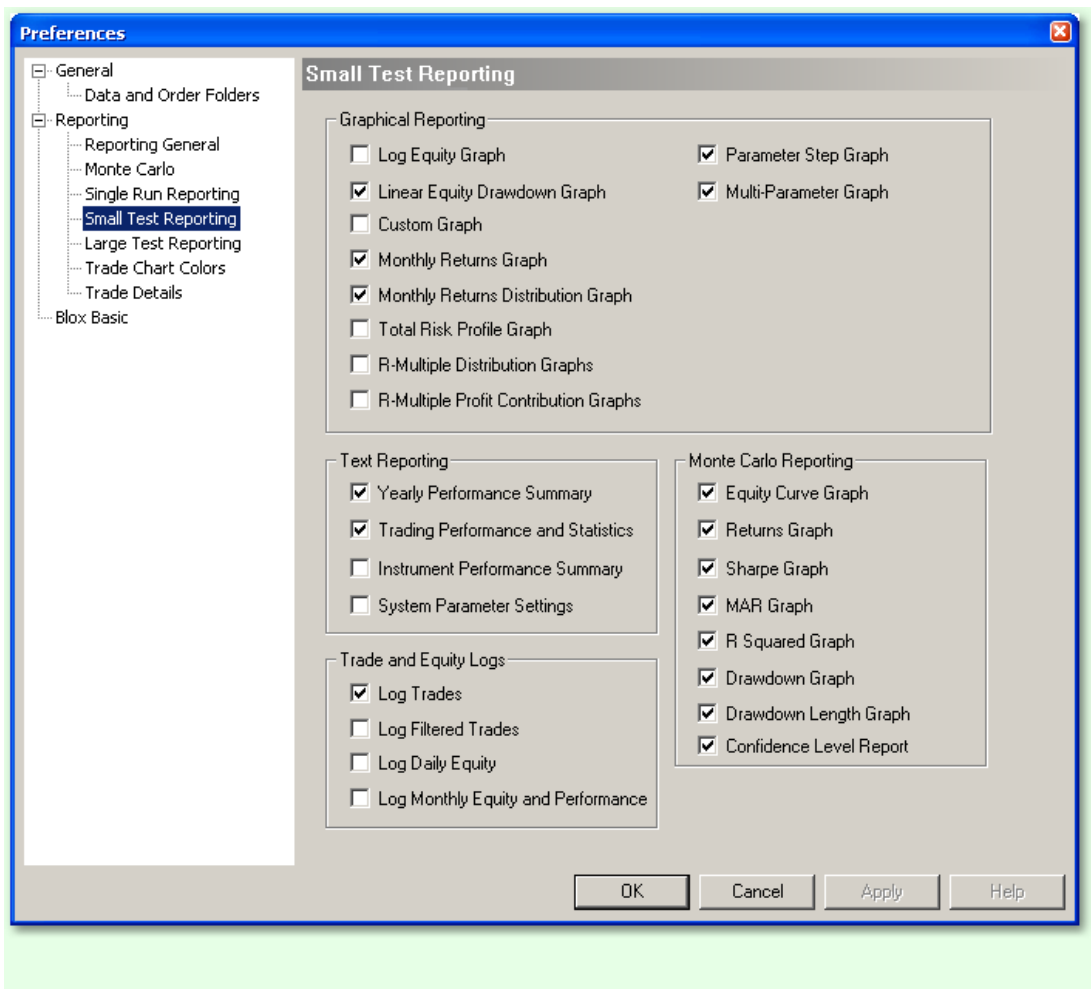 Preferences
General
Data and Order Folders
Reporting
Reporting General
Monte Carlo
Single Run Reporting
Small Test Reporting
Large Test Reporting
Trade Chart Colors
Trade Details
Blox Basic
Small Test Reporting
Graphical Reporting
Log Equity Graph
Linear Equity Drawdown Graph
Custom Graph
Monthly Returns Graph
Monthly Returns Distribution Graph
Total Risk Profile Graph
R-Multiple Distribution Graphs
R-Multiple Profit Contribution Graphs
Parameter Step Graph
Multi-Parameter Graph
Text Reporting
Yearly Performance Summary
Trading Performance and Statistics
Instrument Performance Summary
System Parameter Settings
Trade and Equity Logs
Log Trades
Log Filtered Trades
Log Daily Equity
Log Monthly Equity and Performance
Monte Carlo Reporting
Equity Curve Graph
Returns Graph
Sharpe Graph
MAR Graph
R Squared Graph
Drawdown Graph
Drawdown Length Graph
Confidence Level Report
OK
Cancel
Apply
Help